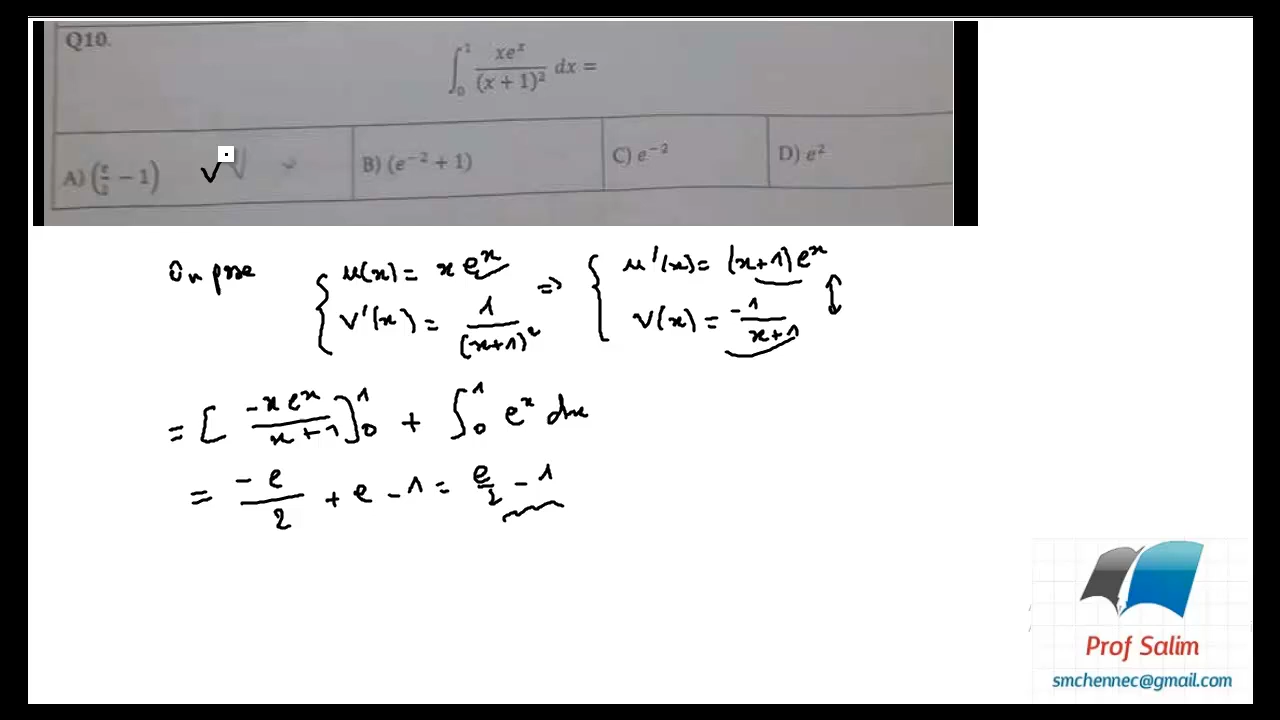 Q10.
∫₀¹ xeˣ/(x + 1)² dx =
A) (e/2 − 1) √ B) (e⁻² + 1) C) e⁻² D) e²
On pose { u(x) = x eˣ => { u'(x) = (x+1)eˣ
v'(x) = 1/(x+1)² v(x) = -1/(x+1)
= [ -x eˣ/(x+1) ]₀¹ + ∫₀¹ eˣ dx
= -e/2 + e - 1 = e/2 - 1
Prof Salim
smchennec@gmail.com